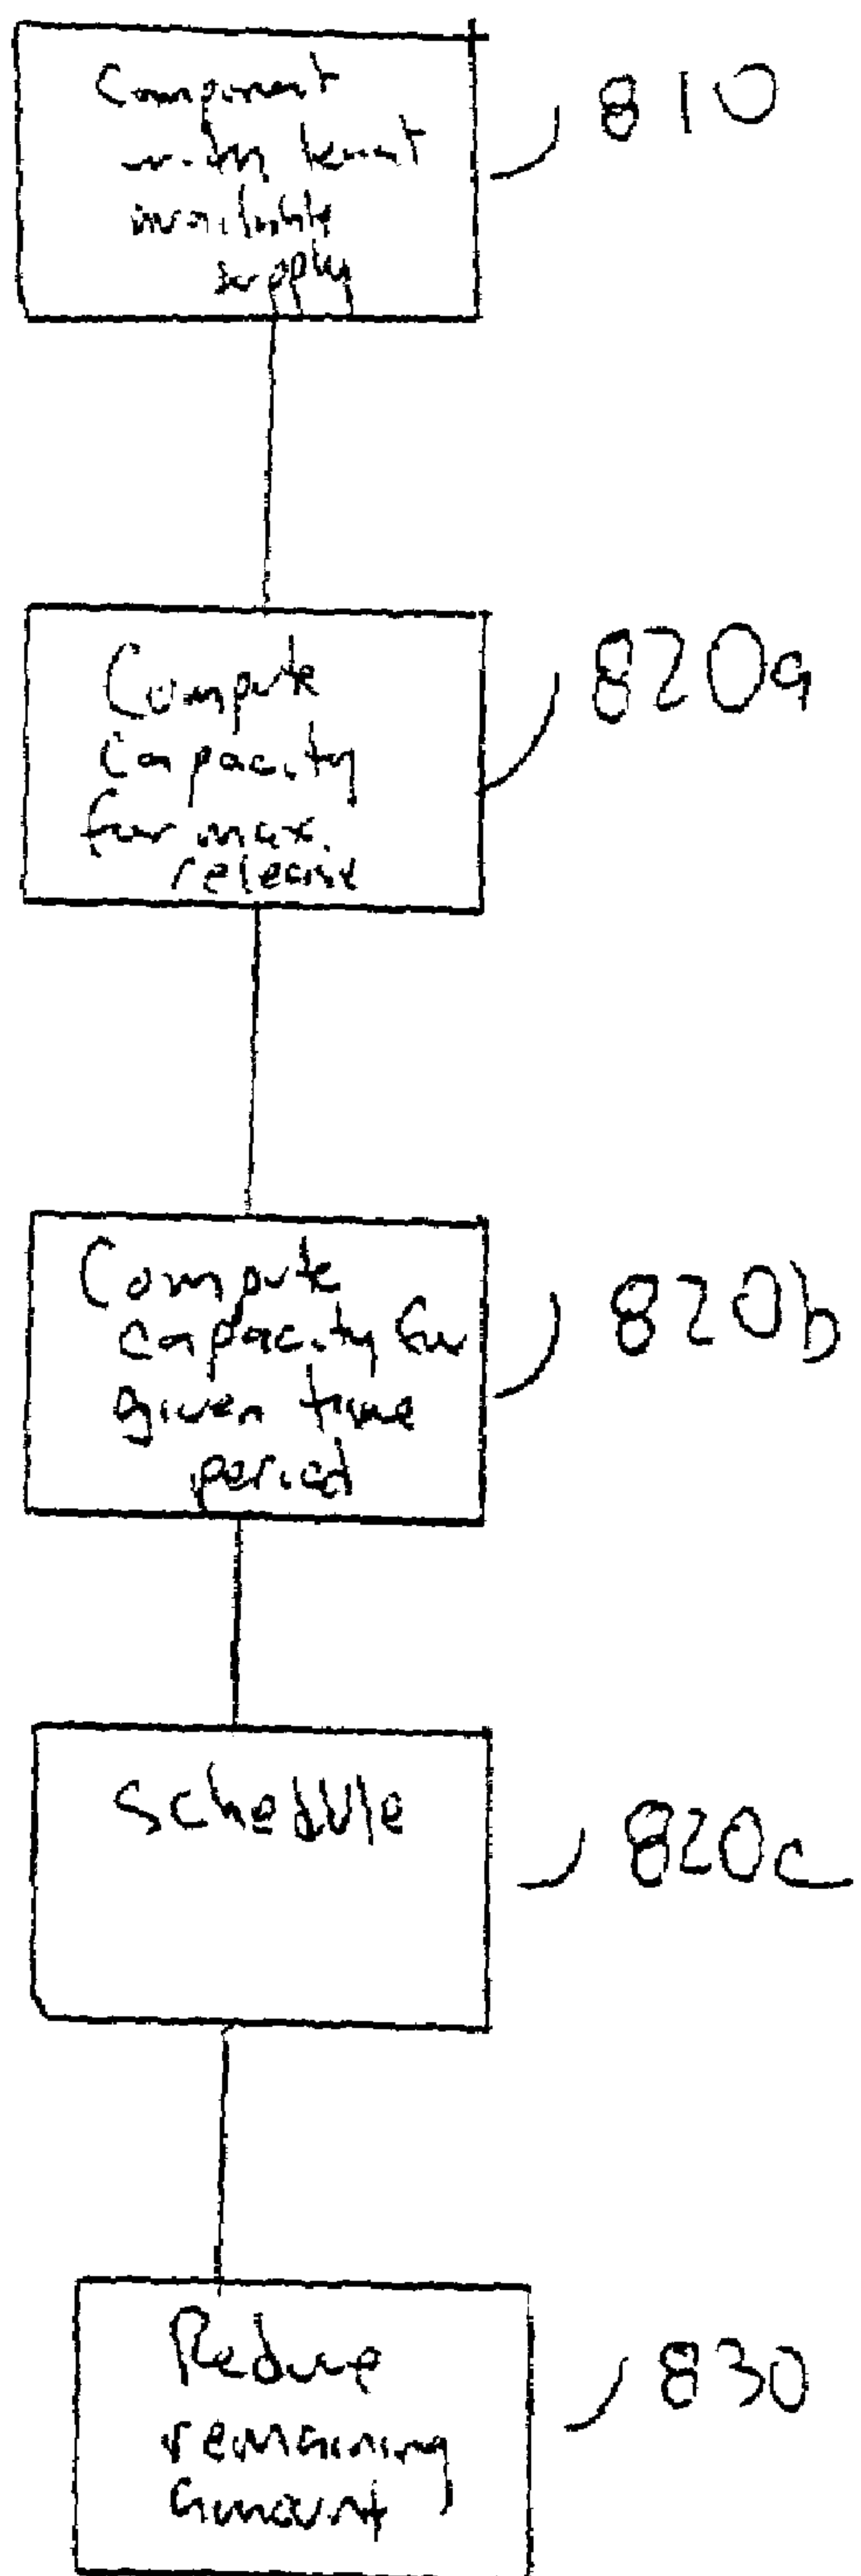 Component
with least
available
supply
810
Compute
capacity
for max.
release
820a
Compute
capacity for
given time
period
820b
Schedule
820c
Reduce
remaining
amount
830